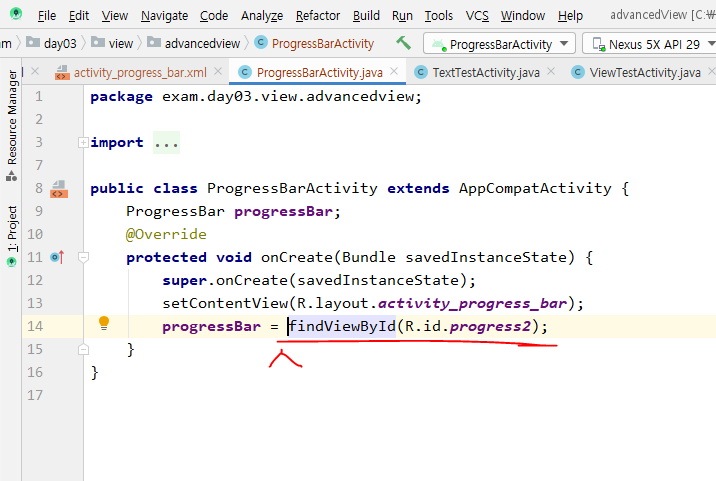 File Edit View Navigate Code Analyze Refactor Build Run Tools VCS Window Help advancedView [C:₩
am day03 view advancedview ProgressBarActivity ProgressBarActivity Nexus 5X API 29
activity_progress_bar.xml ProgressBarActivity.java TextTestActivity.java ViewTestActivity.java
Resource Manager
1: Project
1 package exam.day03.view.advancedview;
2
3 import ...
7
8 public class ProgressBarActivity extends AppCompatActivity {
9 ProgressBar progressBar;
10 @Override
11 protected void onCreate(Bundle savedInstanceState) {
12 super.onCreate(savedInstanceState);
13 setContentView(R.layout.activity_progress_bar);
14 progressBar = findViewById(R.id.progress2);
15 }
16 }
17